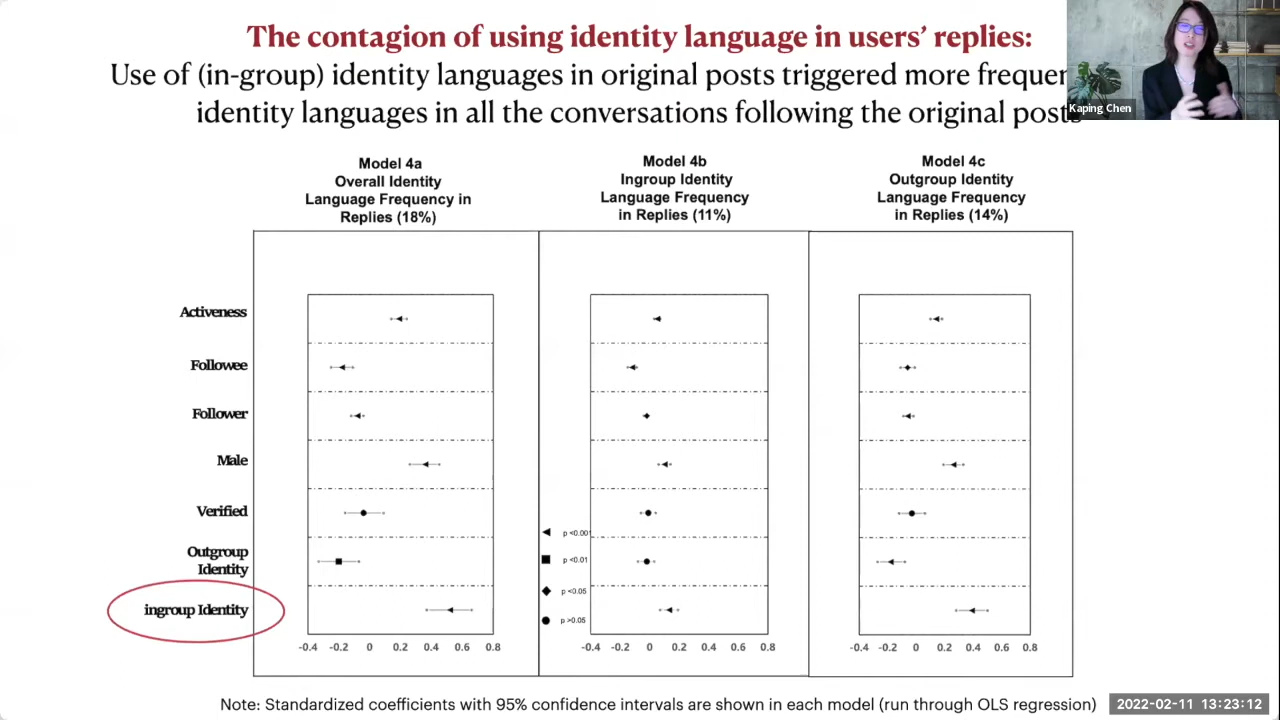 The contagion of using identity language in users’ replies:
Use of (in-group) identity languages in original posts triggered more frequen
identity languages in all the conversations following the original posts
Kaping Chen
Model 4a
Overall Identity
Language Frequency in
Replies (18%)
Model 4b
Ingroup Identity
Language Frequency
in Replies (11%)
Model 4c
Outgroup Identity
Language Frequency
in Replies (14%)
Activeness
Followee
Follower
Male
Verified
Outgroup
Identity
ingroup Identity
p <0.001
p <0.01
p <0.05
p >0.05
-0.4 -0.2 0 0.2 0.4 0.6 0.8
-0.4 -0.2 0 0.2 0.4 0.6 0.8
-0.4 -0.2 0 0.2 0.4 0.6 0.8
Note: Standardized coefficients with 95% confidence intervals are shown in each model (run through OLS regression)
2022-02-11 13:23:12